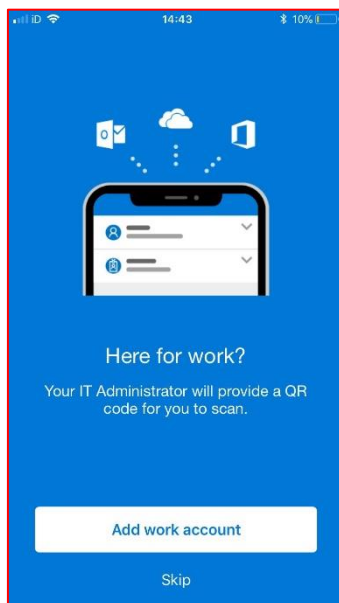 iD 14:43 10%
Here for work?
Your IT Administrator will provide a QR
code for you to scan.
Add work account
Skip